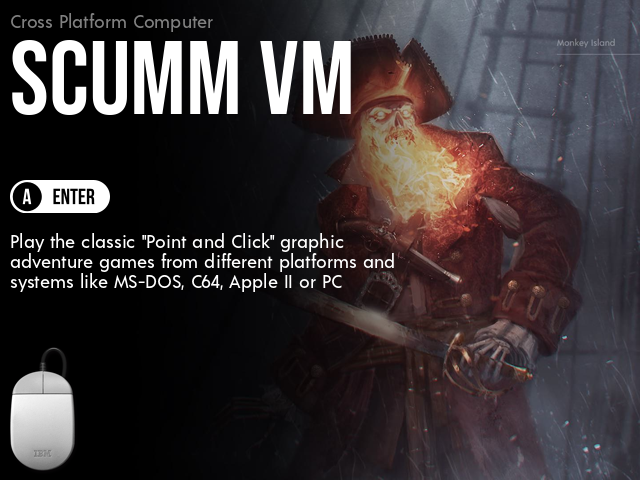 Cross Platform Computer
SCUMM VM
Monkey Island
A ENTER
Play the classic "Point and Click" graphic
adventure games from different platforms and
systems like MS-DOS, C64, Apple II or PC
IBM